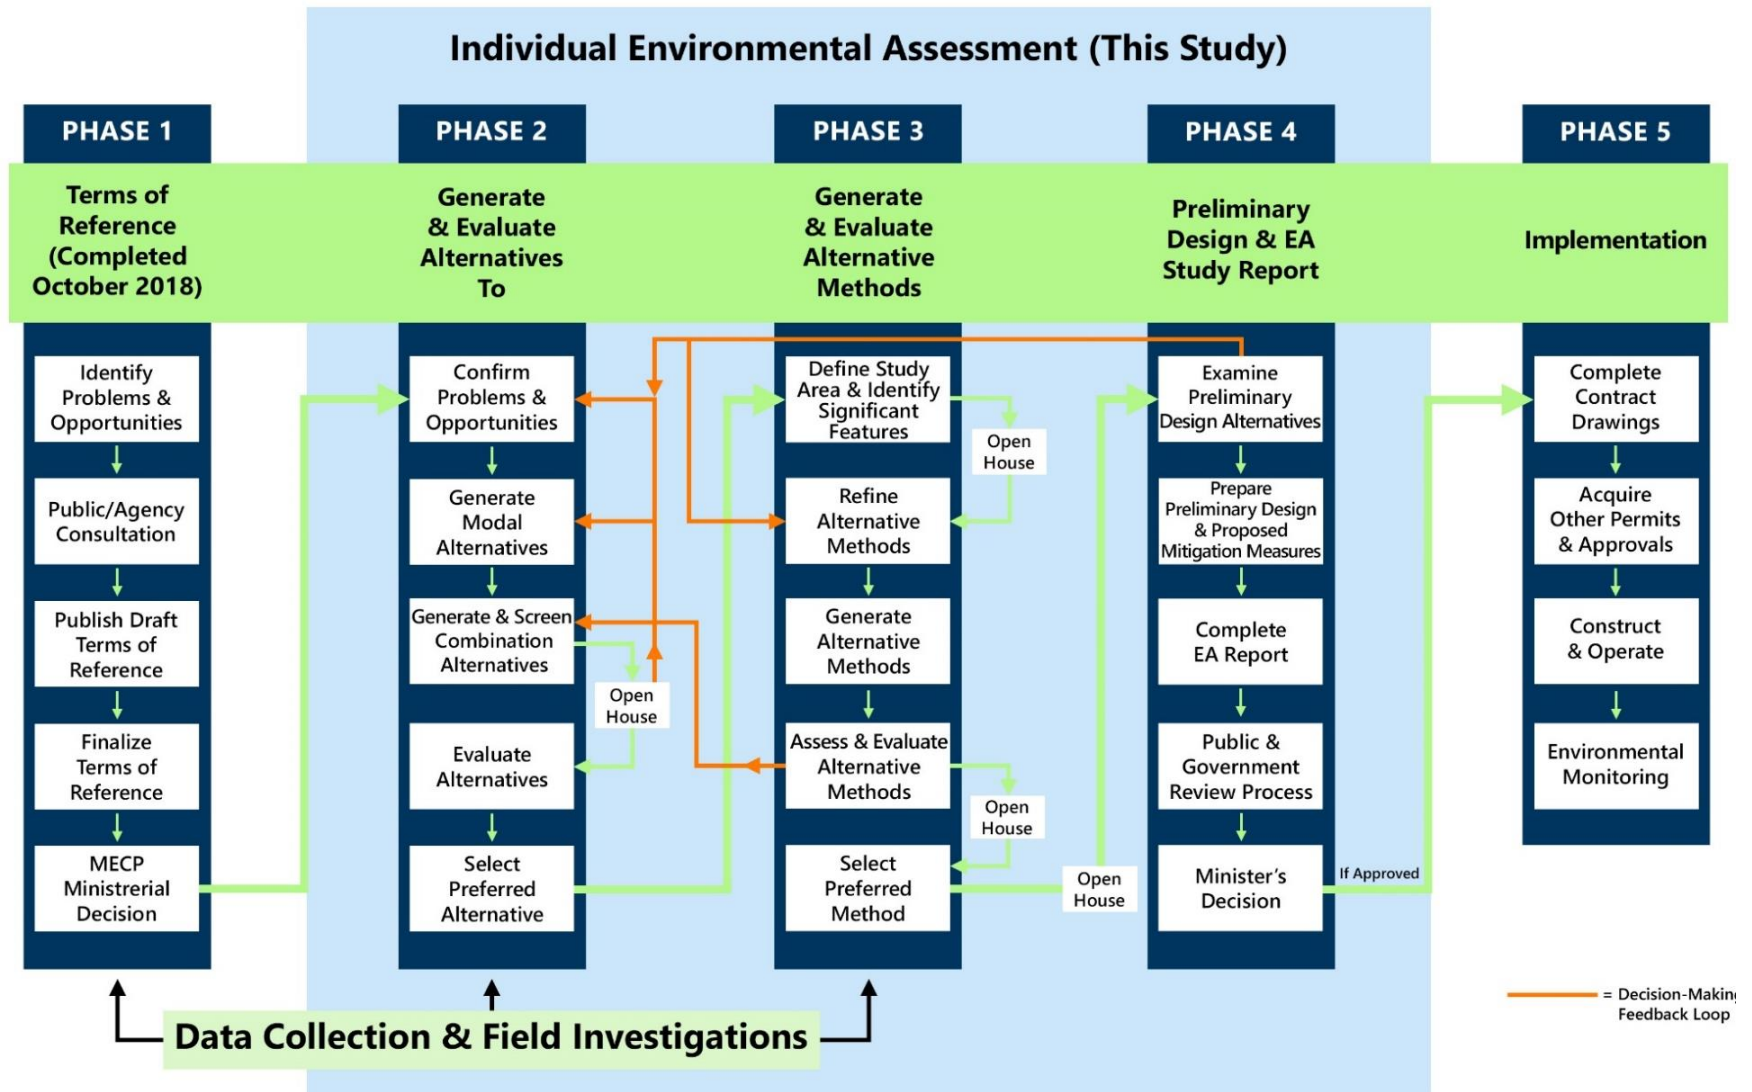 Individual Environmental Assessment (This Study)
PHASE 1
Terms of
Reference
(Completed
October 2018)
Identify
Problems &
Opportunities
Public/Agency
Consultation
Publish Draft
Terms of
Reference
Finalize
Terms of
Reference
MECP
Ministrerial
Decision
PHASE 2
Generate
& Evaluate
Alternatives
To
Confirm
Problems &
Opportunities
Generate
Modal
Alternatives
Generate & Screen
Combination
Alternatives
Open
House
Evaluate
Alternatives
Select
Preferred
Alternative
PHASE 3
Generate
& Evaluate
Alternative
Methods
Define Study
Area & Identify
Significant
Features
Open
House
Refine
Alternative
Methods
Generate
Alternative
Methods
Assess & Evaluate
Alternative
Methods
Open
House
Select
Preferred
Method
Open
House
PHASE 4
Preliminary
Design & EA
Study Report
Examine
Preliminary
Design Alternatives
Prepare
Preliminary Design
& Proposed
Mitigation Measures
Complete
EA Report
Public &
Government
Review Process
Minister's
Decision
If Approved
PHASE 5
Implementation
Complete
Contract
Drawings
Acquire
Other Permits
& Approvals
Construct
& Operate
Environmental
Monitoring
= Decision-Making
Feedback Loop
Data Collection & Field Investigations